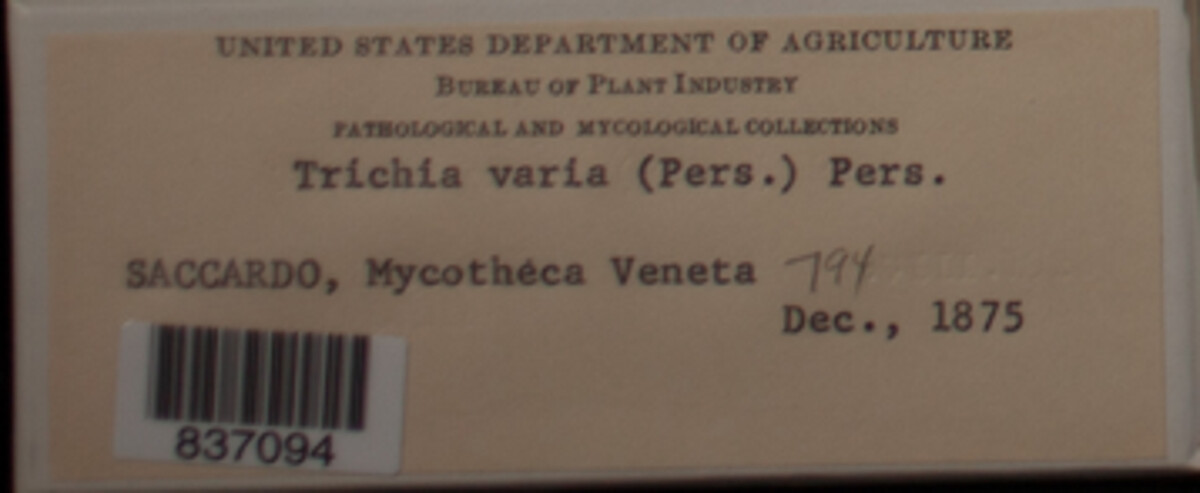 UNITED STATES DEPARTMENT OF AGRICULTURE
BUREAU OF PLANT INDUSTRY
PATHOLOGICAL AND MYCOLOGICAL COLLECTIONS
Trichia varia (Pers.) Pers.
SACCARDO, Mycotheca Veneta 794
Dec., 1875
837094